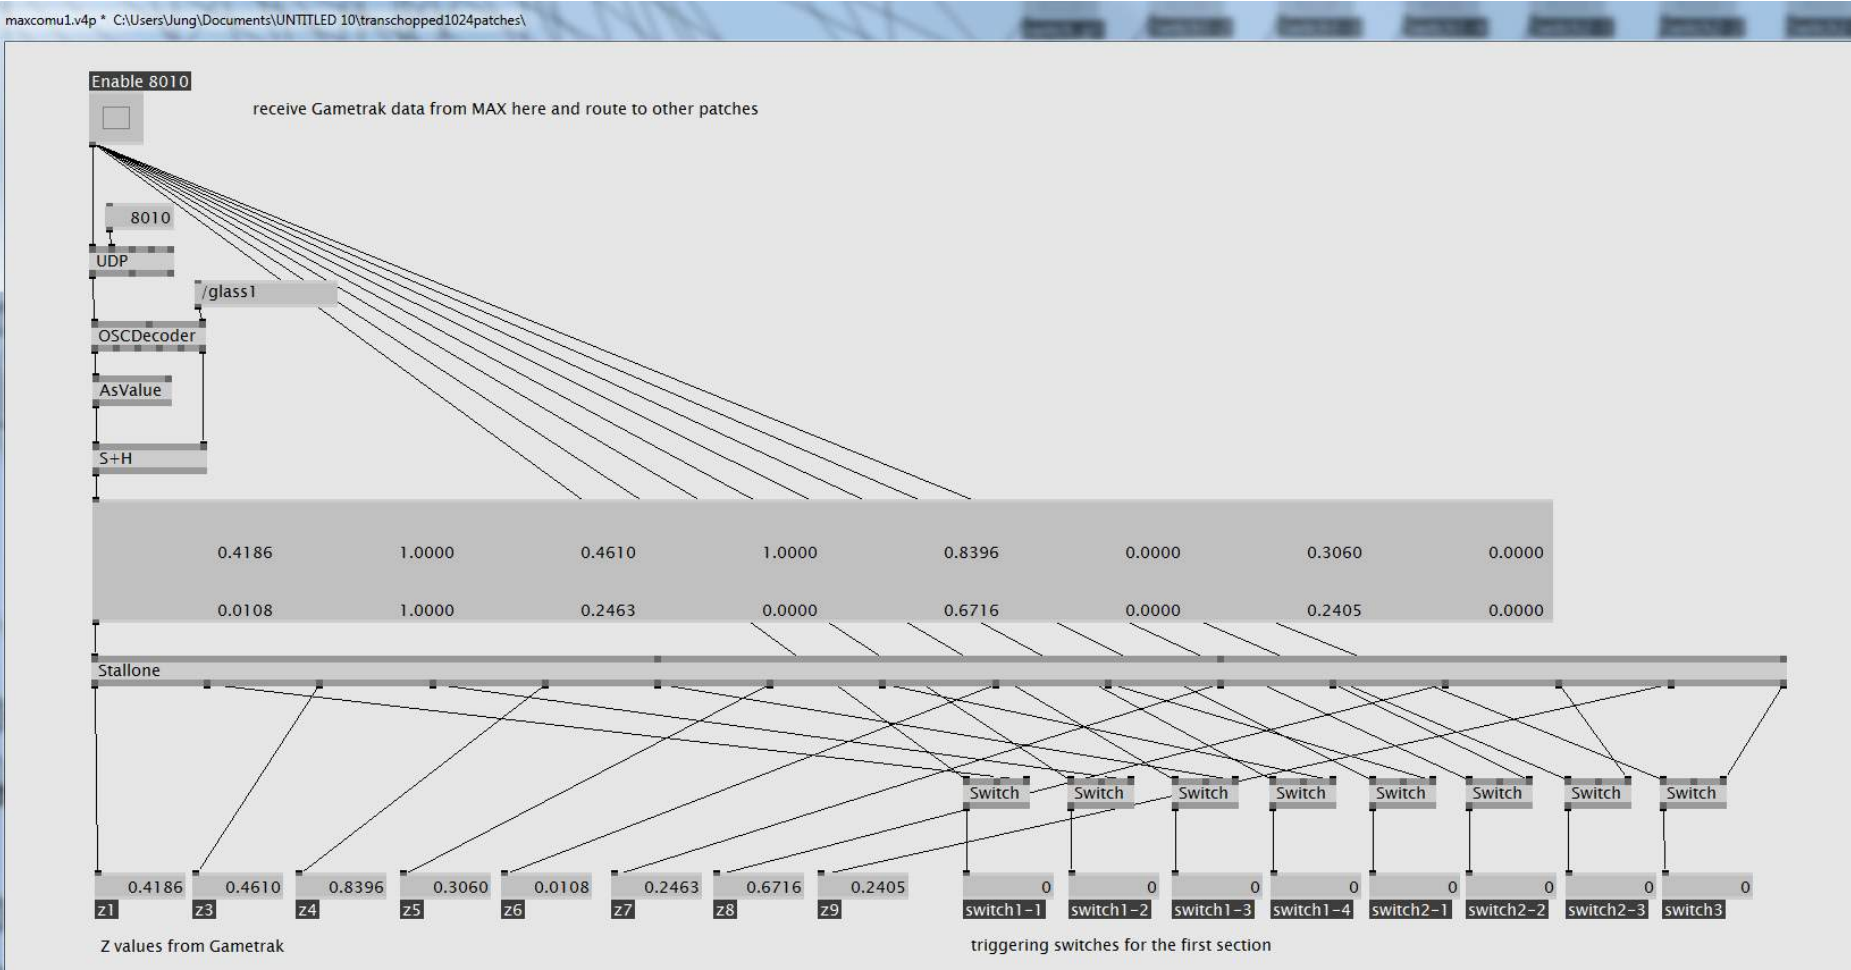 maxcomu1.v4p * C:\Users\Jung\Documents\UNTITLED 10\transchopped1024patches\
Enable 8010
receive Gametrak data from MAX here and route to other patches
8010
UDP
/glass1
OSCDecoder
AsValue
S+H
0.4186 1.0000 0.4610 1.0000 0.8396 0.0000 0.3060 0.0000
0.0108 1.0000 0.2463 0.0000 0.6716 0.0000 0.2405 0.0000
Stallone
Switch Switch Switch Switch Switch Switch Switch Switch
0.4186 0.4610 0.8396 0.3060 0.0108 0.2463 0.6716 0.2405 0 0 0 0 0 0 0 0
z1 z3 z4 z5 z6 z7 z8 z9 switch1-1 switch1-2 switch1-3 switch1-4 switch2-1 switch2-2 switch2-3 switch3
Z values from Gametrak
triggering switches for the first section